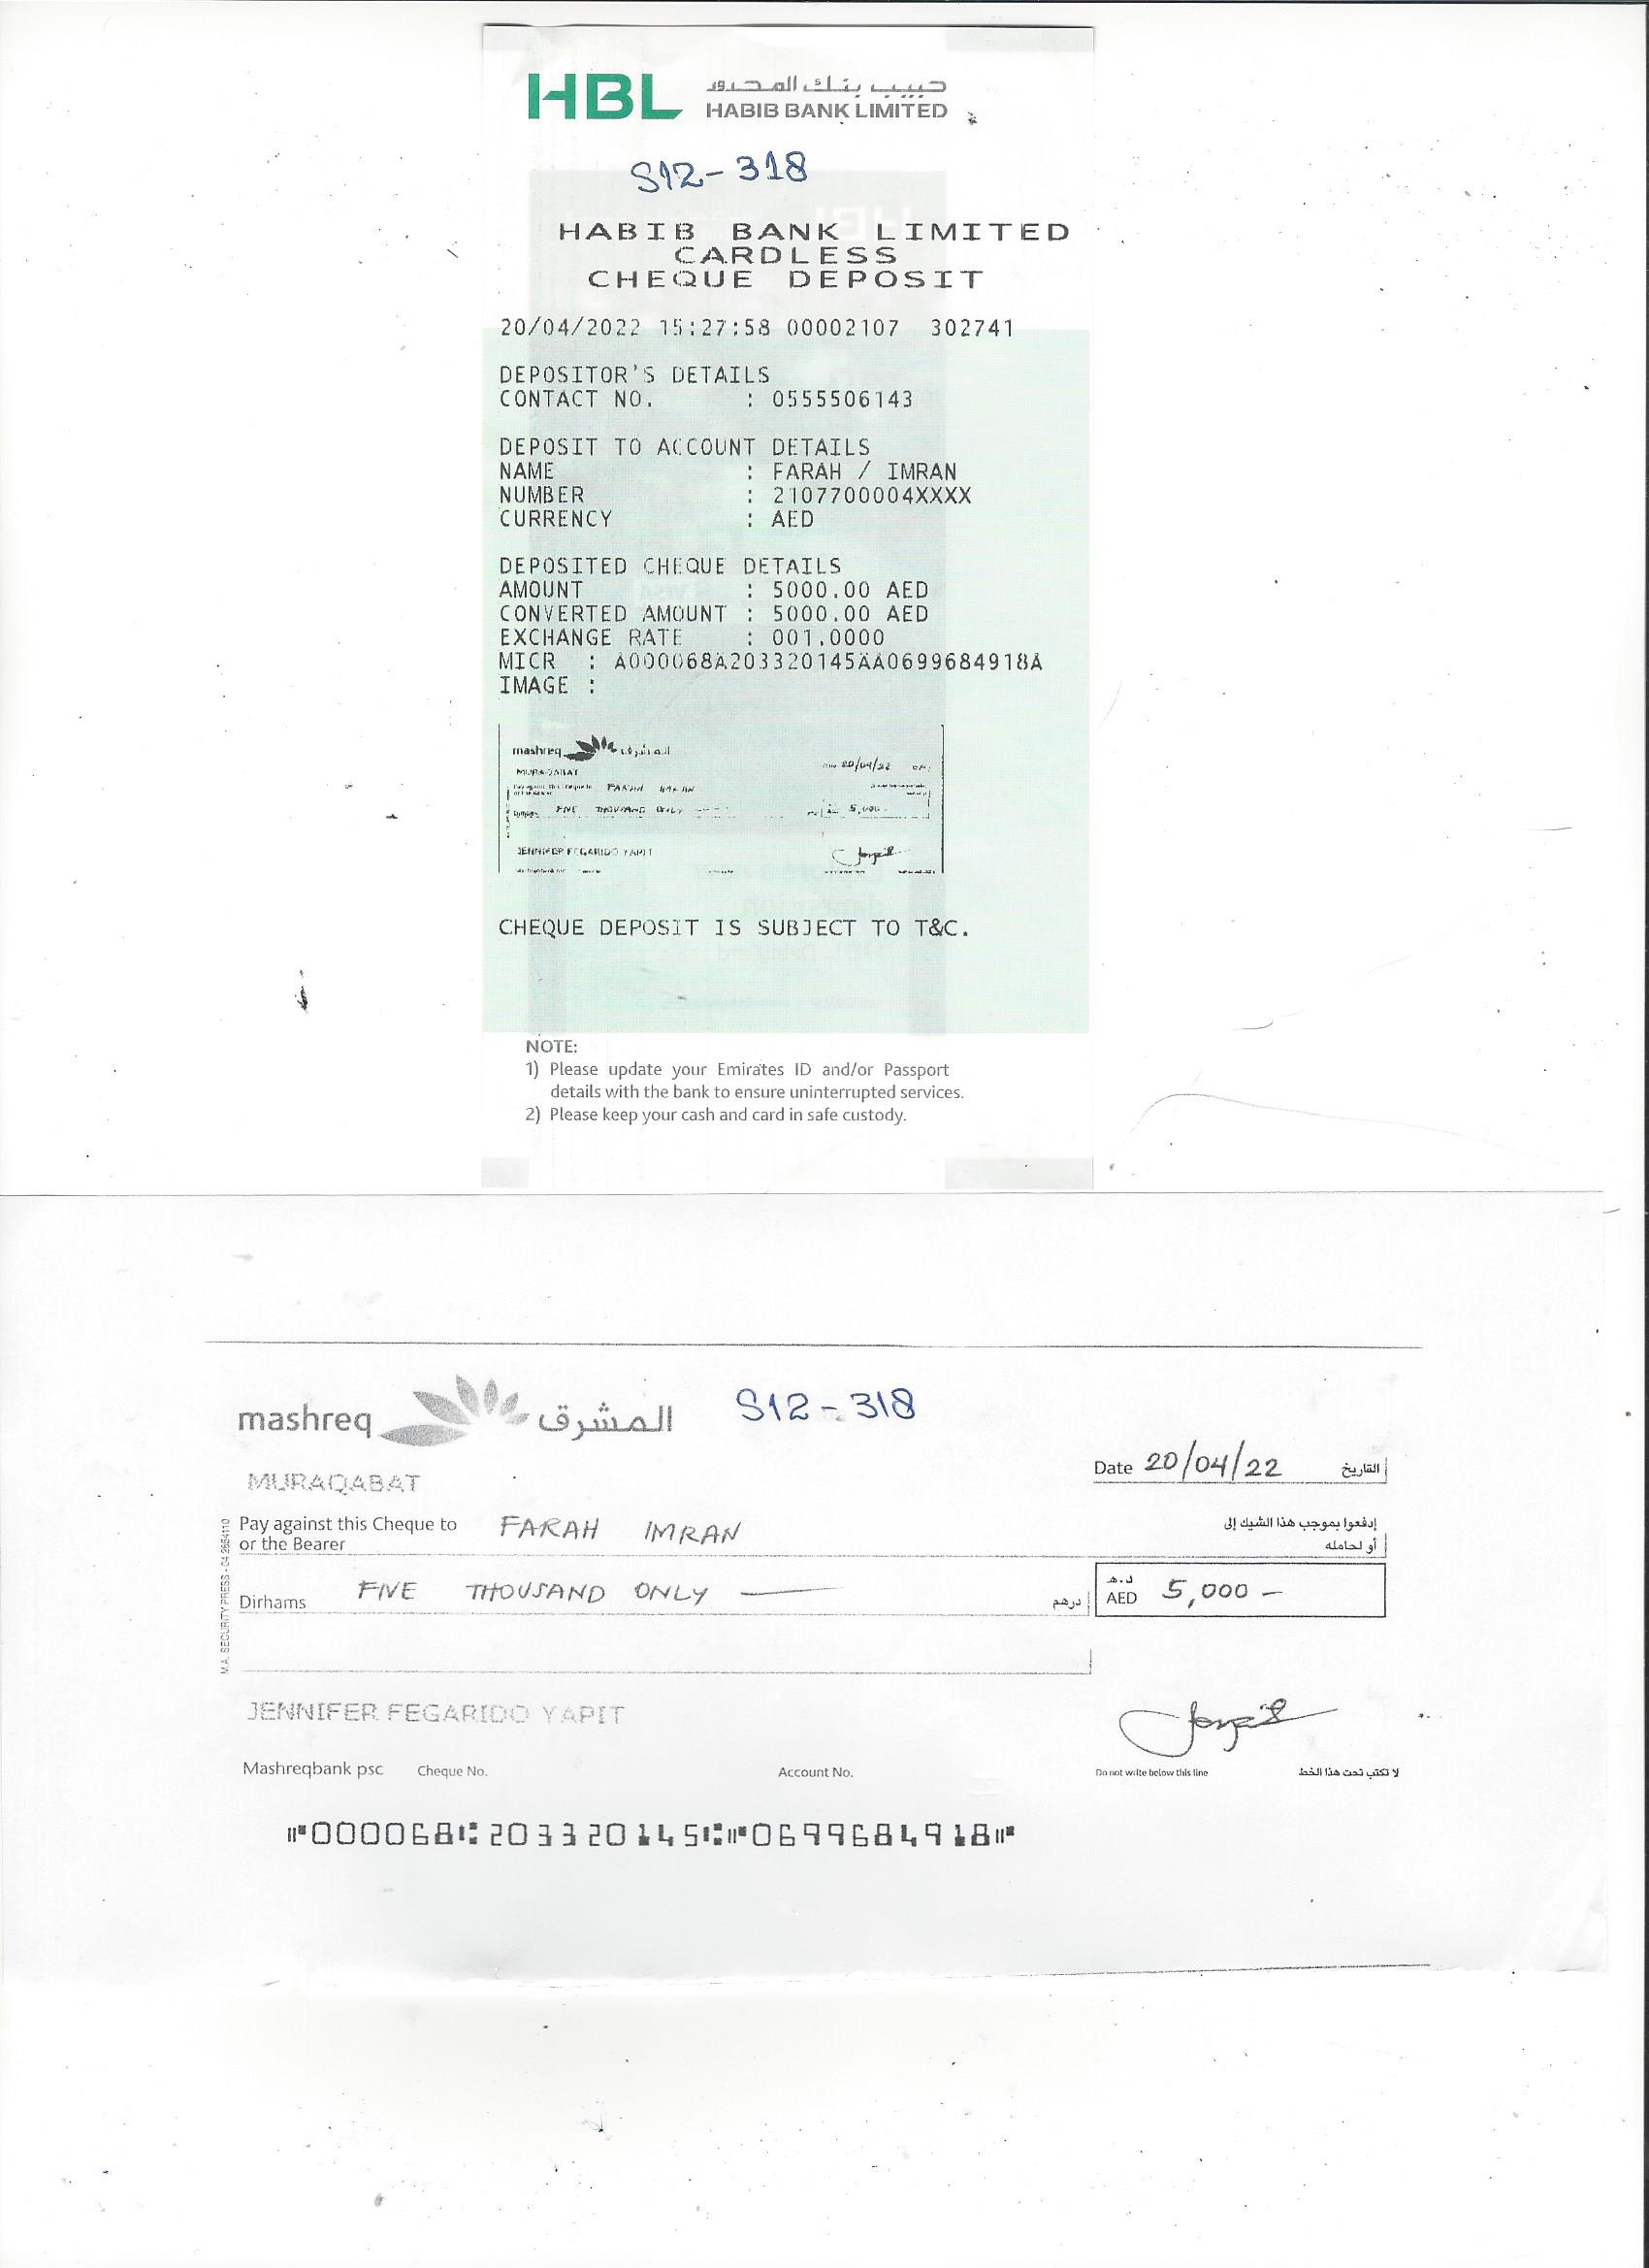 HBL حبيب بنك المحدود
HABIB BANK LIMITED
S12-318
HABIB BANK LIMITED
CARDLESS
CHEQUE DEPOSIT
20/04/2022 15:27:58 00002107 302741
DEPOSITOR'S DETAILS
CONTACT NO. : 0555506143
DEPOSIT TO ACCOUNT DETAILS
NAME : FARAH / IMRAN
NUMBER : 2107700004XXXX
CURRENCY : AED
DEPOSITED CHEQUE DETAILS
AMOUNT : 5000.00 AED
CONVERTED AMOUNT : 5000.00 AED
EXCHANGE RATE : 001.0000
MICR : A000068A203320145AA0699684918A
IMAGE :
mashreq المشرق
MURAQABAT
20/04/22
Pay against this Cheque to FARAH IMRAN
FIVE THOUSAND ONLY 5,000
JENNIFER FEGARIDO YAPIT
CHEQUE DEPOSIT IS SUBJECT TO T&C.
NOTE:
1) Please update your Emirates ID and/or Passport
details with the bank to ensure uninterrupted services.
2) Please keep your cash and card in safe custody.
mashreq المشرق S12-318
Date 20/04/22 التاريخ
MURAQABAT
Pay against this Cheque to FARAH IMRAN إدفعوا بموجب هذا الشيك إلى
or the Bearer أو لحامله
Dirhams FIVE THOUSAND ONLY — درهم د.هـ AED 5,000 –
M.A. SECURITY PRESS - 04 2854110
JENNIFER FEGARIDO YAPIT
Mashreqbank psc Cheque No. Account No. Do not write below this line لا تكتب تحت هذا الخط
⑈000068⑆203320145⑆⑈0699684918⑈